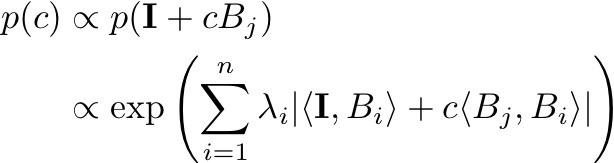 p(c) ∝ p(𝐈 + cB_j)
∝ exp ( ∑_{i=1}^{n} λ_i |⟨𝐈, B_i⟩ + c⟨B_j, B_i⟩| )